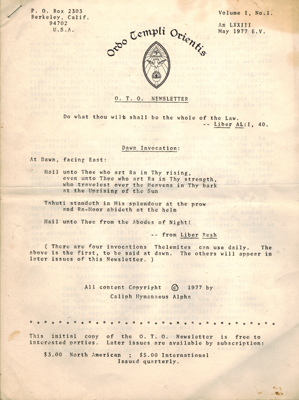 P. O. Box 2303
Berkeley, Calif.
94702
U.S.A.
Volume I, No.1.
An LXXIII
May 1977 E.V.
Ordo Templi Orientis
O. T. O. NEWSLETTER
Do what thou wilt shall be the whole of the Law.
-- Liber AL:I, 40.
Dawn Invocation:
At Dawn, facing East:
Hail unto Thee who art Ra in Thy rising,
even unto Thee who art Ra in Thy strength,
who travelest over the Heavens in Thy bark
at the Uprising of the Sun
Tahuti standeth in His splendour at the prow
and Ra-Hoor abideth at the helm
Hail unto Thee from the Abodes of Night!
-- from Liber Resh
( There are four invocations Thelemites can use daily. The
above is the first, to be said at dawn. The others will appear in
later issues of this Newsletter. )
All content Copyright © 1977 by
Caliph Hymenaeus Alpha
* * * * * * * * * * * * * * * * * * * * * * * * * * * * * * *
This initial copy of the O. T. O. Newsletter is free to
interested parties. Later issues are available by subscription:
$3.00 North American ; $5.00 International
Issued quarterly.